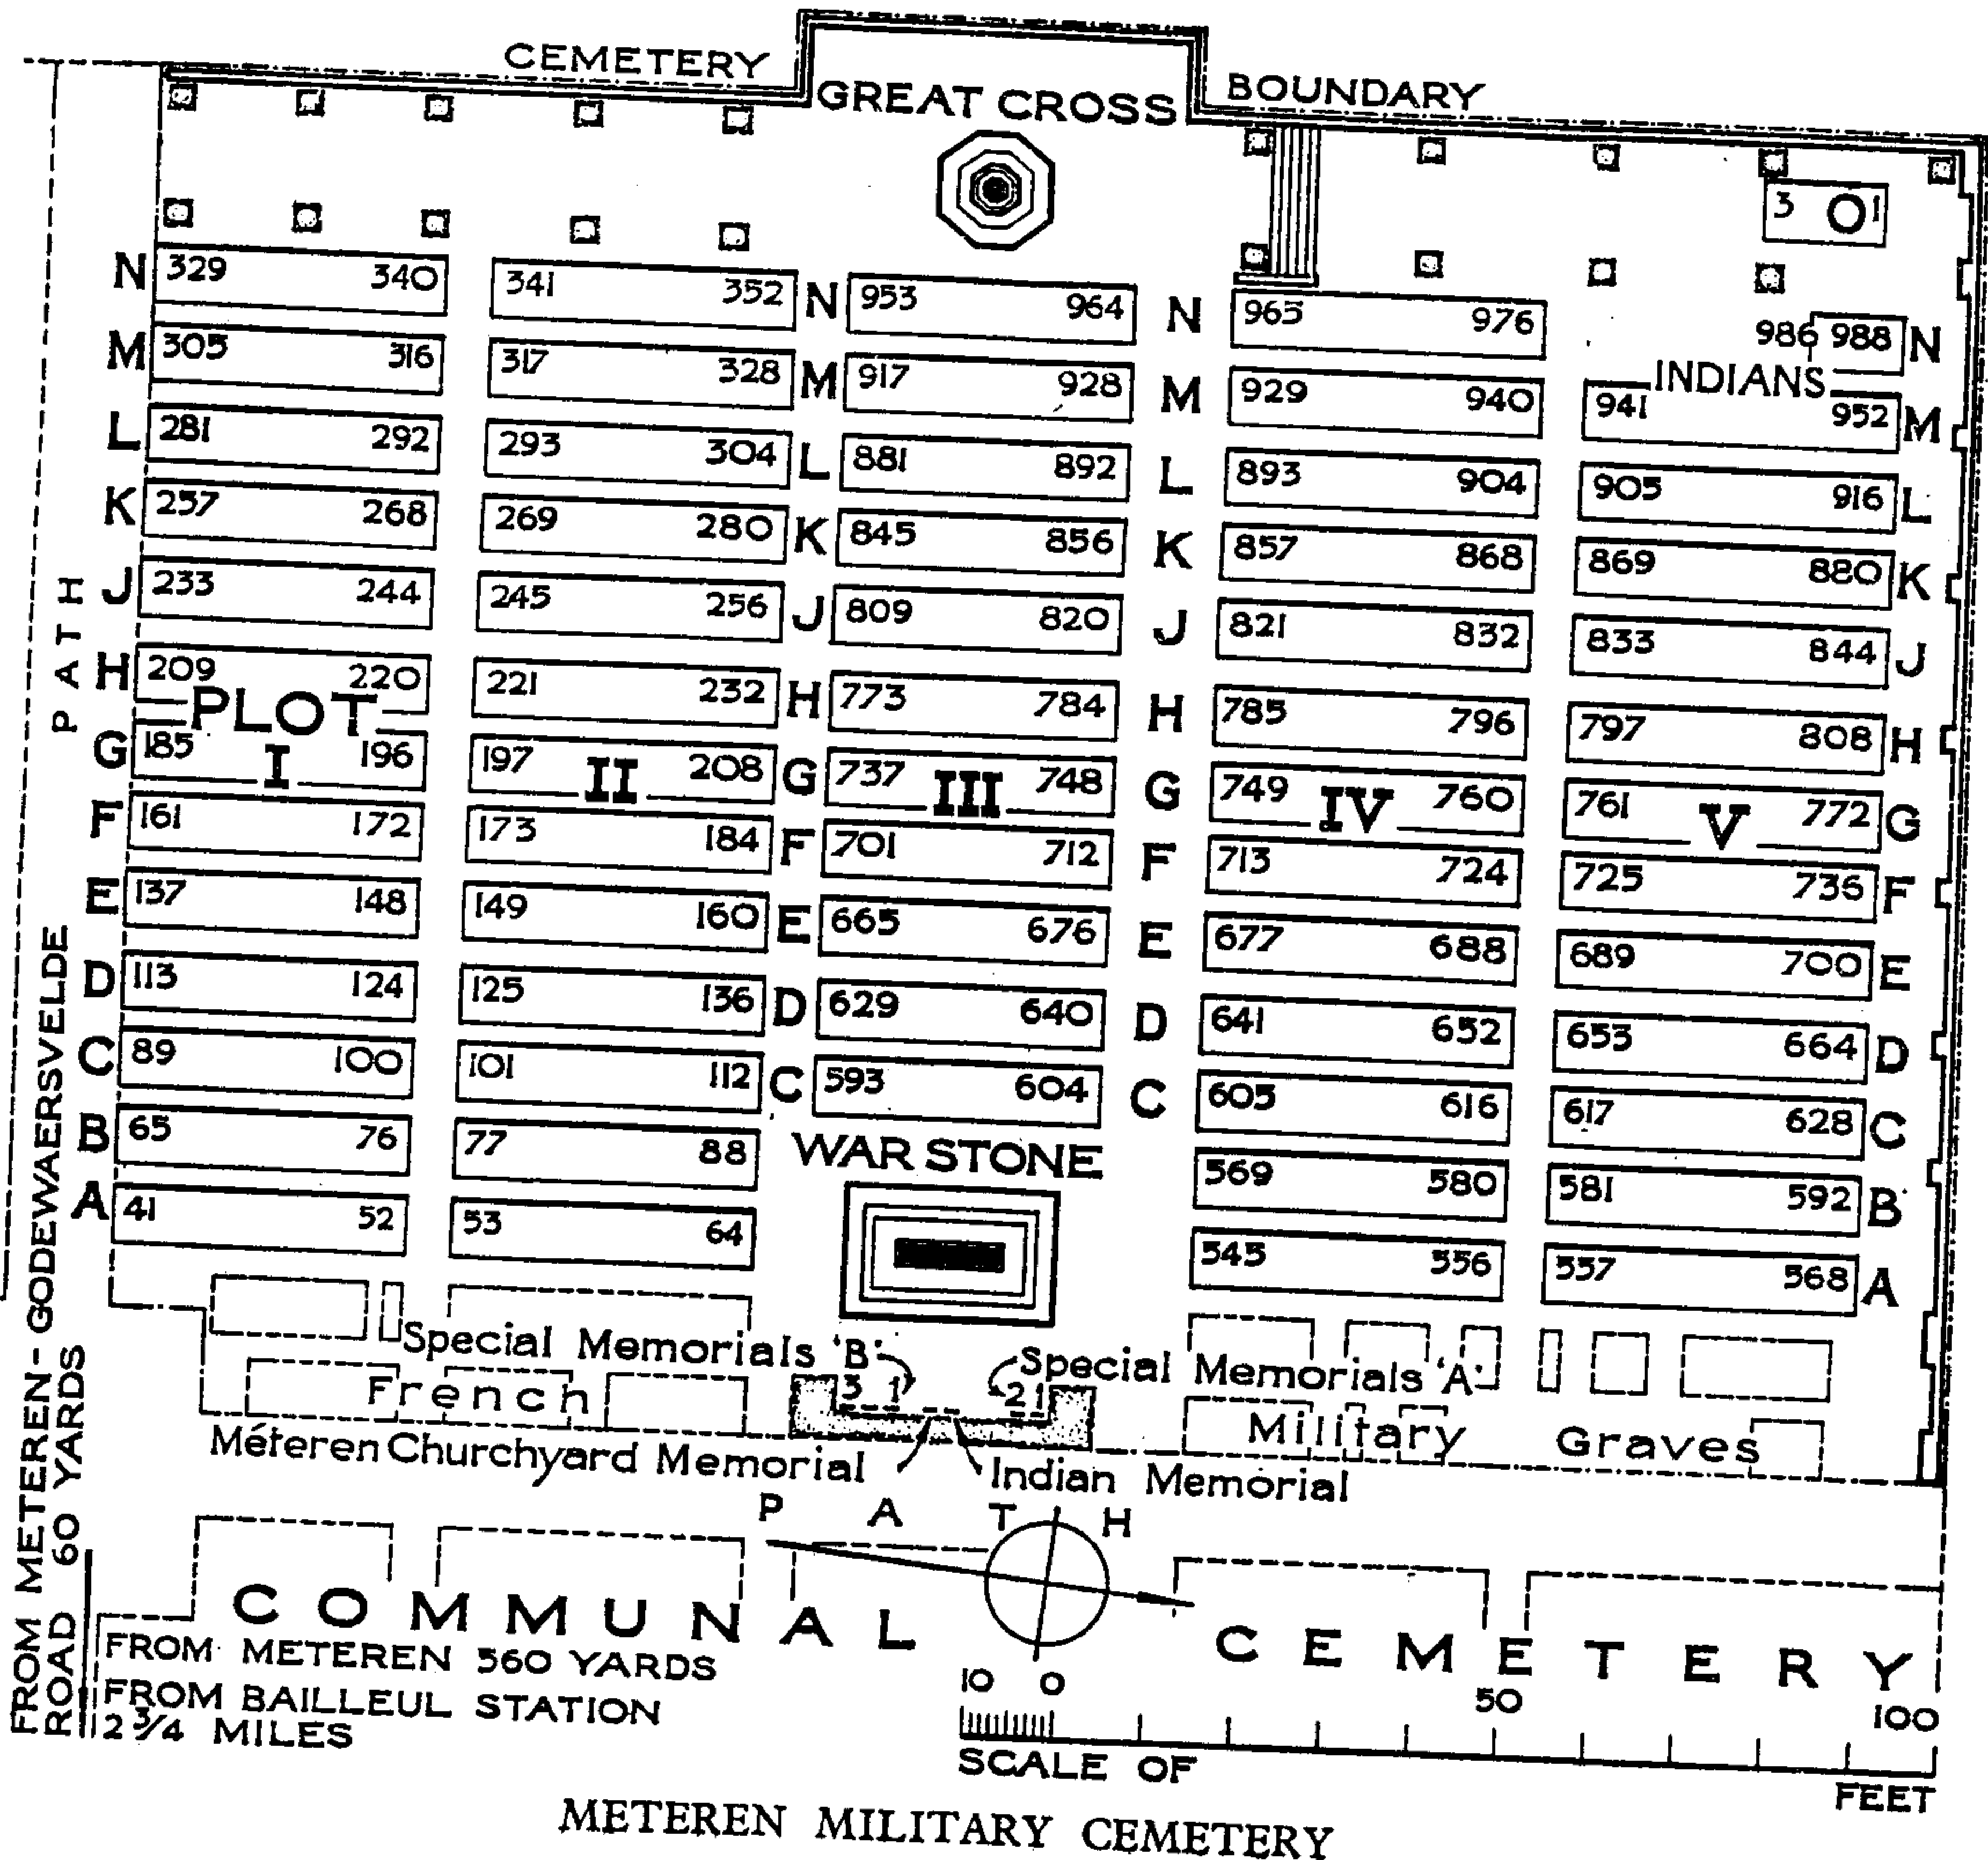 CEMETERY BOUNDARY
GREAT CROSS
3 O 1
N 329 340 341 352 N 953 964 N 965 976 986 988 N
INDIANS
M 305 316 317 328 M 917 928 M 929 940 941 952 M
L 281 292 293 304 L 881 892 L 893 904 905 916 L
K 257 268 269 280 K 845 856 K 857 868 869 880 K
J 233 244 245 256 J 809 820 J 821 832 833 844 J
H 209 220 221 232 H 773 784 H 785 796 797 808 H
PLOT
G 185 I 196 197 II 208 G 737 III 748 G 749 IV 760 761 V 772 G
F 161 172 173 184 F 701 712 F 713 724 725 736 F
E 137 148 149 160 E 665 676 E 677 688 689 700 E
D 113 124 125 136 D 629 640 D 641 652 653 664 D
C 89 100 101 112 C 593 604 C 605 616 617 628 C
B 65 76 77 88 569 580 581 592 B
WAR STONE
A 41 52 53 64 545 556 557 568 A
Special Memorials 'B' Special Memorials 'A'
3 1 2 1
French Military Graves
Méteren Churchyard Memorial
Indian Memorial
PATH
PATH
FROM METEREN-GODEWAERSVELDE
ROAD 60 YARDS
COMMUNAL CEMETERY
FROM METEREN 560 YARDS
FROM BAILLEUL STATION
2 3/4 MILES
10 0 50 100
SCALE OF FEET
METEREN MILITARY CEMETERY